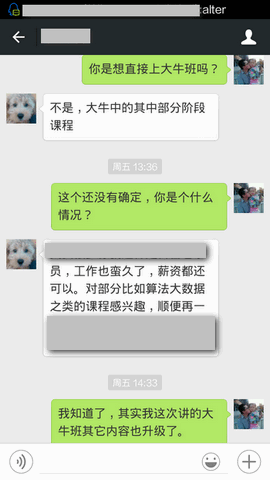 alter
你是想直接上大牛班吗？
不是，大牛中的其中部分阶段
课程
周五 13:36
这个还没有确定，你是个什么
情况？
员，工作也蛮久了，薪资都还
可以。对部分比如算法大数据
之类的课程感兴趣，顺便再一
周五 14:33
我知道了，其实我这次讲的大
牛班其它内容也升级了。